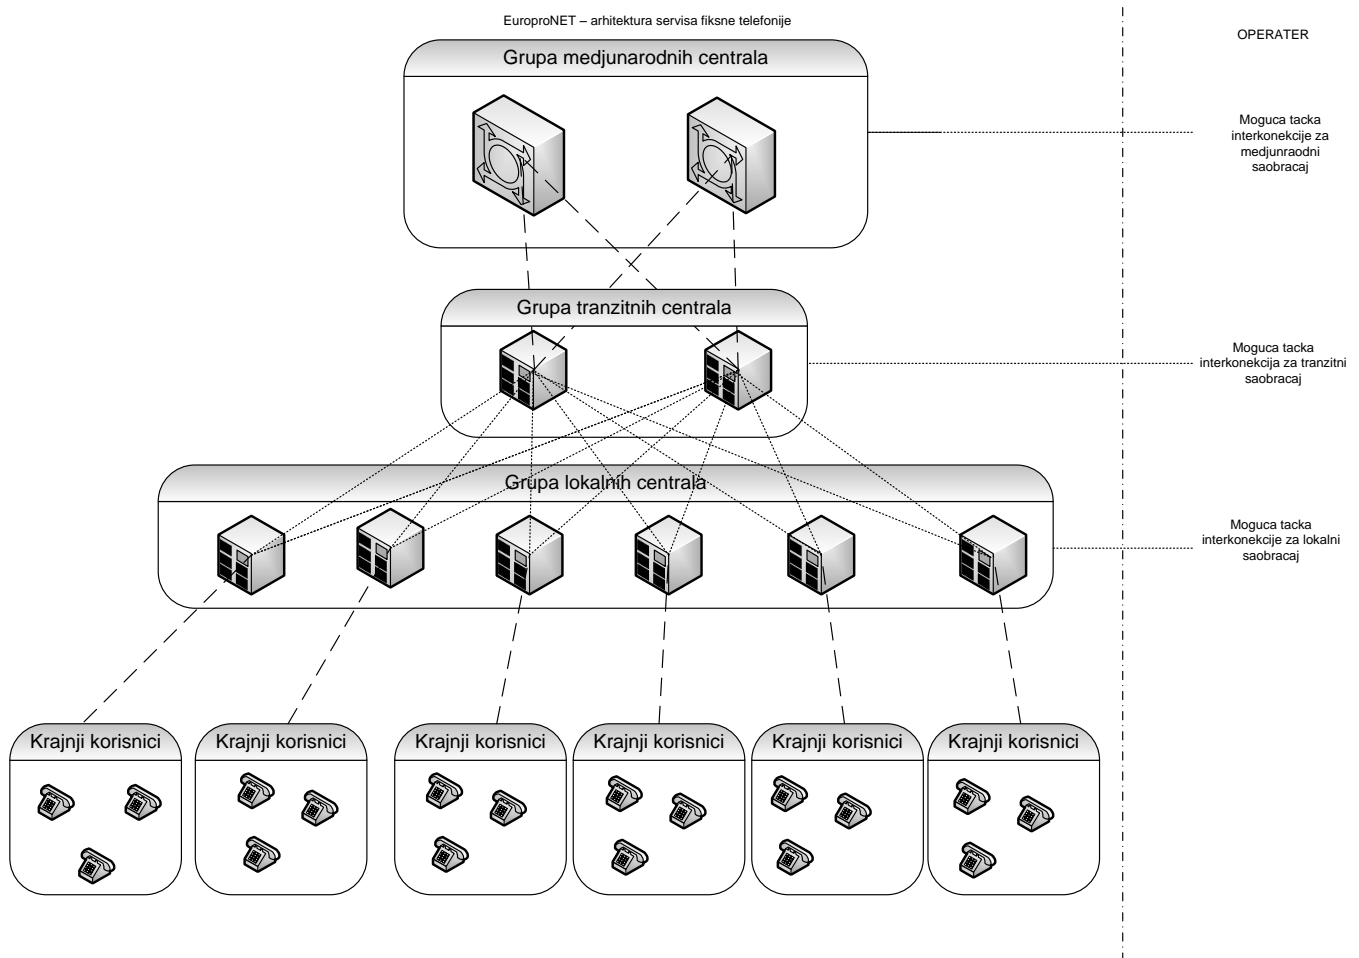 EuroproNET – arhitektura servisa fiksne telefonije
OPERATER
Grupa medjunarodnih centrala
Moguca tacka
interkonekcije za
medjunraodni
saobracaj
Grupa tranzitnih centrala
Moguca tacka
interkonekcija za tranzitni
saobracaj
Grupa lokalnih centrala
Moguca tacka
interkonekcije za lokalni
saobracaj
Krajnji korisnici
Krajnji korisnici
Krajnji korisnici
Krajnji korisnici
Krajnji korisnici
Krajnji korisnici